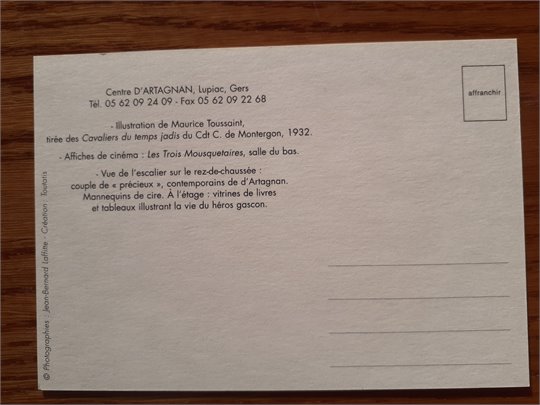 Centre D'ARTAGNAN, Lupiac, Gers
Tél. 05 62 09 24 09 - Fax 05 62 09 22 68
- Illustration de Maurice Toussaint,
tirée des Cavaliers du temps jadis du Cdt C. de Montergon, 1932.
- Affiches de cinéma : Les Trois Mousquetaires, salle du bas.
- Vue de l'escalier sur le rez-de-chaussée :
couple de « précieux », contemporains de d'Artagnan.
Mannequins de cire. À l'étage : vitrines de livres
et tableaux illustrant la vie du héros gascon.
affranchir
© Photographies : Jean-Bernard Laffitte - Création : Toutaris